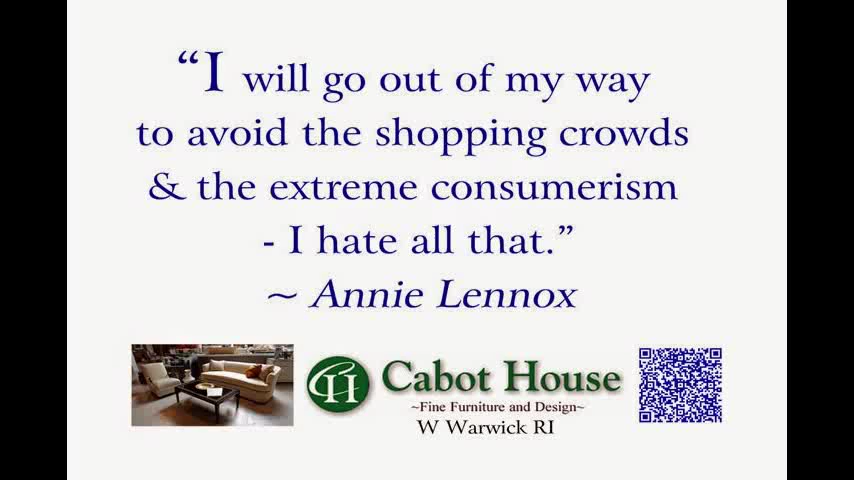 “I will go out of my way
to avoid the shopping crowds
& the extreme consumerism
- I hate all that.”
~ Annie Lennox
CH Cabot House
~Fine Furniture and Design~
W Warwick RI